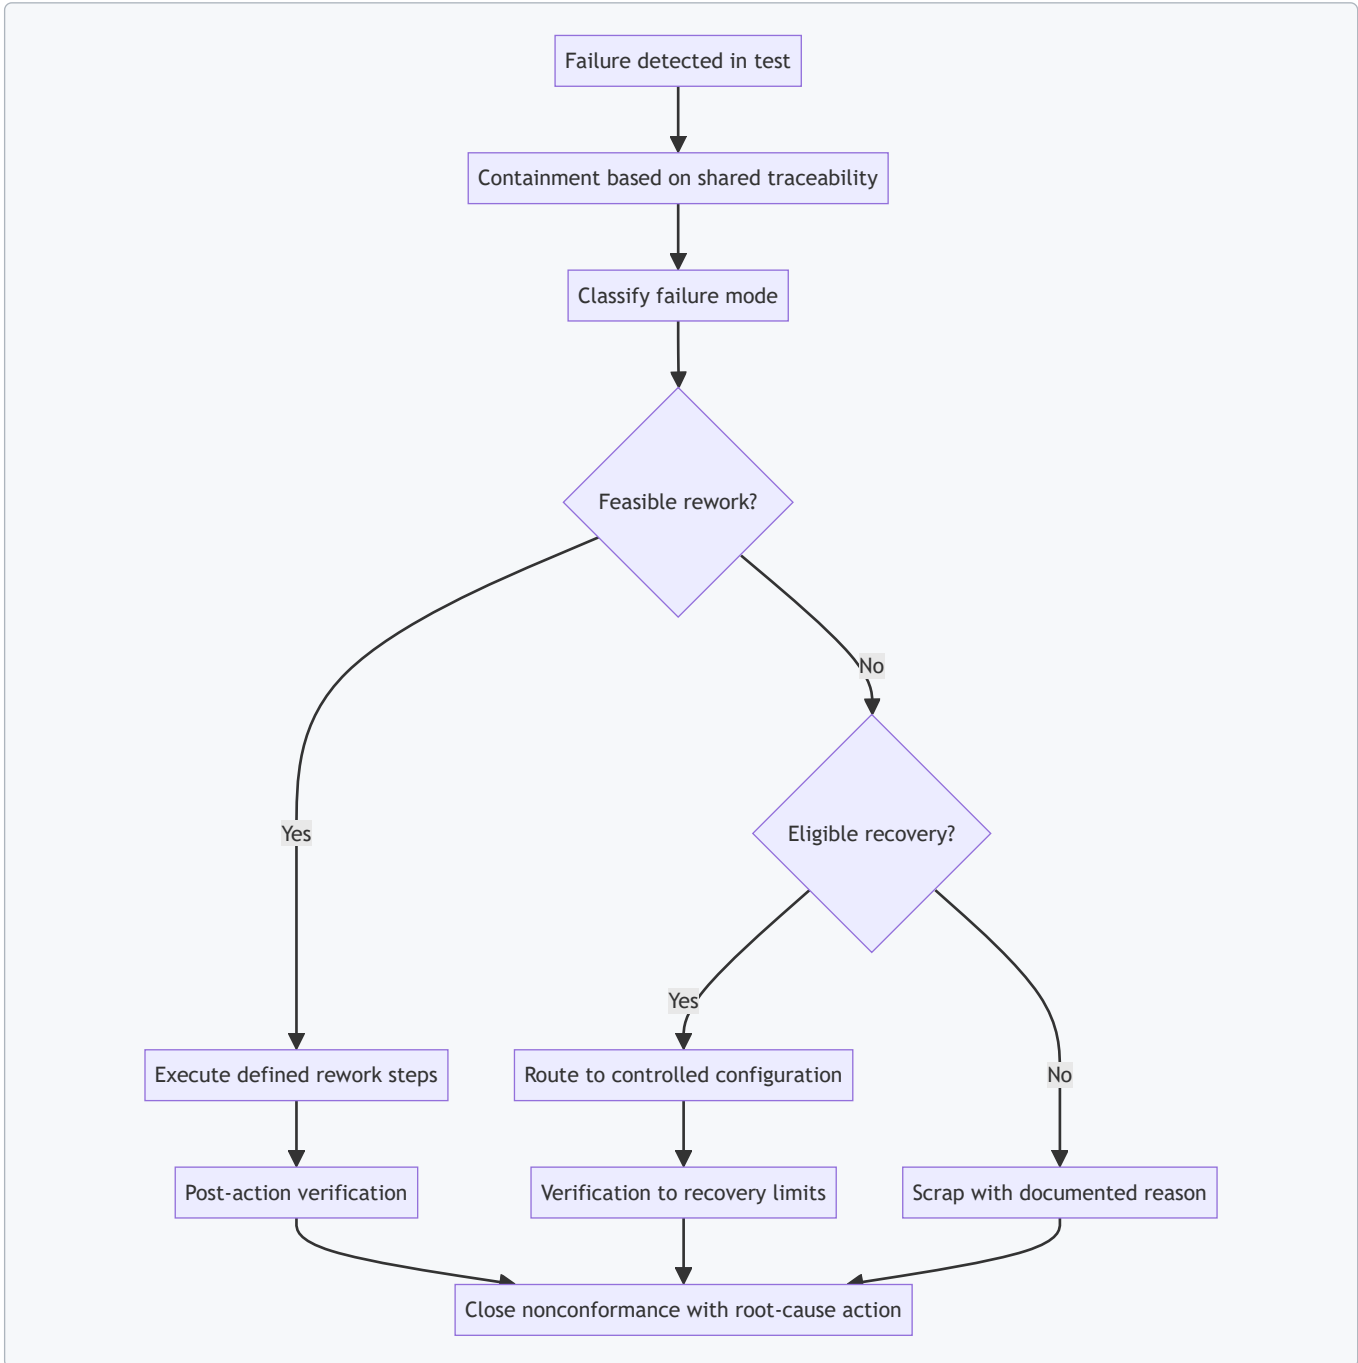 Failure detected in test
Containment based on shared traceability
Classify failure mode
Feasible rework?
No
Yes
Eligible recovery?
Yes
No
Execute defined rework steps
Route to controlled configuration
Post-action verification
Verification to recovery limits
Scrap with documented reason
Close nonconformance with root-cause action